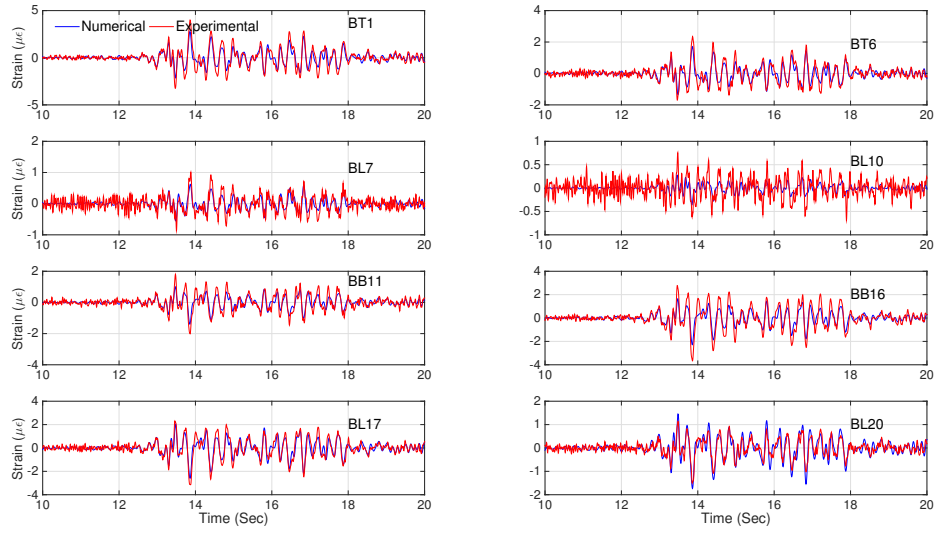 5
0
-5
Strain (με)
Numerical
Experimental
BT1
10 12 14 16 18 20
4
2
0
-2
BT6
10 12 14 16 18 20
2
1
0
-1
Strain (με)
BL7
10 12 14 16 18 20
1
0.5
0
-0.5
-1
BL10
10 12 14 16 18 20
2
0
-2
-4
Strain (με)
BB11
10 12 14 16 18 20
4
2
0
-2
-4
BB16
10 12 14 16 18 20
4
2
0
-2
-4
Strain (με)
BL17
10 12 14 16 18 20
Time (Sec)
2
1
0
-1
-2
BL20
10 12 14 16 18 20
Time (Sec)